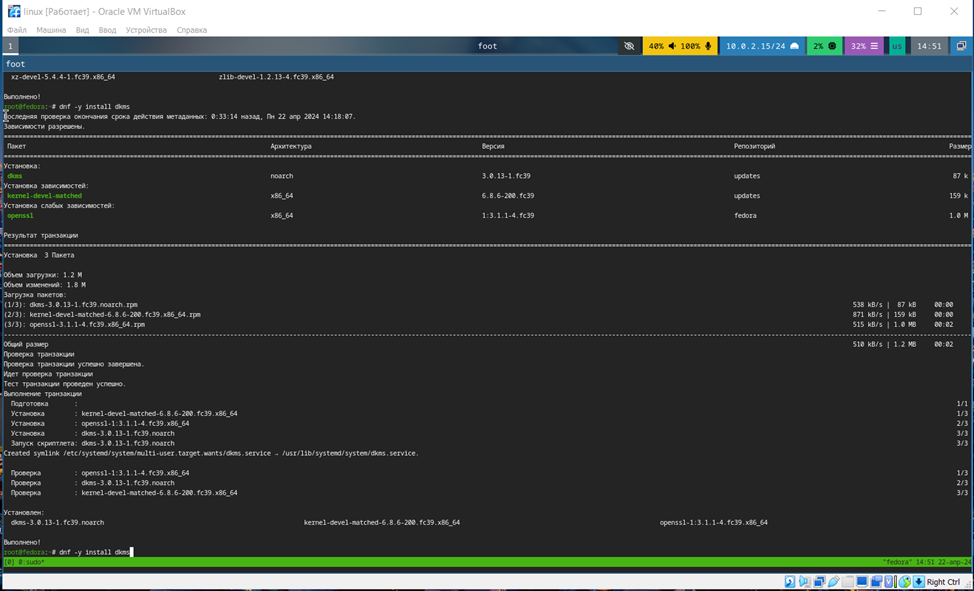 linux [Работает] - Oracle VM VirtualBox
Файл Машина Вид Ввод Устройства Справка
1 foot 40% 100% 10.0.2.15/24 2% 32% us 14:51
foot
xz-devel-5.4.4-1.fc39.x86_64 zlib-devel-1.2.13-4.fc39.x86_64
Выполнено!
root@fedora:~# dnf -y install dkms
Последняя проверка окончания срока действия метаданных: 0:33:14 назад, Пн 22 апр 2024 14:18:07.
Зависимости разрешены.
Пакет Архитектура Версия Репозиторий Размер
Установка:
dkms noarch 3.0.13-1.fc39 updates 87 k
Установка зависимостей:
kernel-devel-matched x86_64 6.8.6-200.fc39 updates 159 k
Установка слабых зависимостей:
openssl x86_64 1:3.1.1-4.fc39 fedora 1.0 M
Результат транзакции
Установка 3 Пакета
Объем загрузки: 1.2 M
Объем изменений: 1.8 M
Загрузка пакетов:
(1/3): dkms-3.0.13-1.fc39.noarch.rpm 538 kB/s | 87 kB 00:00
(2/3): kernel-devel-matched-6.8.6-200.fc39.x86_64.rpm 871 kB/s | 159 kB 00:00
(3/3): openssl-3.1.1-4.fc39.x86_64.rpm 515 kB/s | 1.0 MB 00:02
Общий размер 510 kB/s | 1.2 MB 00:02
Проверка транзакции
Проверка транзакции успешно завершена.
Идет проверка транзакции
Тест транзакции проведен успешно.
Выполнение транзакции
Подготовка : 1/1
Установка : kernel-devel-matched-6.8.6-200.fc39.x86_64 1/3
Установка : openssl-1:3.1.1-4.fc39.x86_64 2/3
Установка : dkms-3.0.13-1.fc39.noarch 3/3
Запуск скриптлета: dkms-3.0.13-1.fc39.noarch 3/3
Created symlink /etc/systemd/system/multi-user.target.wants/dkms.service → /usr/lib/systemd/system/dkms.service.
Проверка : openssl-1:3.1.1-4.fc39.x86_64 1/3
Проверка : dkms-3.0.13-1.fc39.noarch 2/3
Проверка : kernel-devel-matched-6.8.6-200.fc39.x86_64 3/3
Установлен:
dkms-3.0.13-1.fc39.noarch kernel-devel-matched-6.8.6-200.fc39.x86_64 openssl-1:3.1.1-4.fc39.x86_64
Выполнено!
root@fedora:~# dnf -y install dkms
[0] 0:sudo* "fedora" 14:51 22-апр-24
Right Ctrl